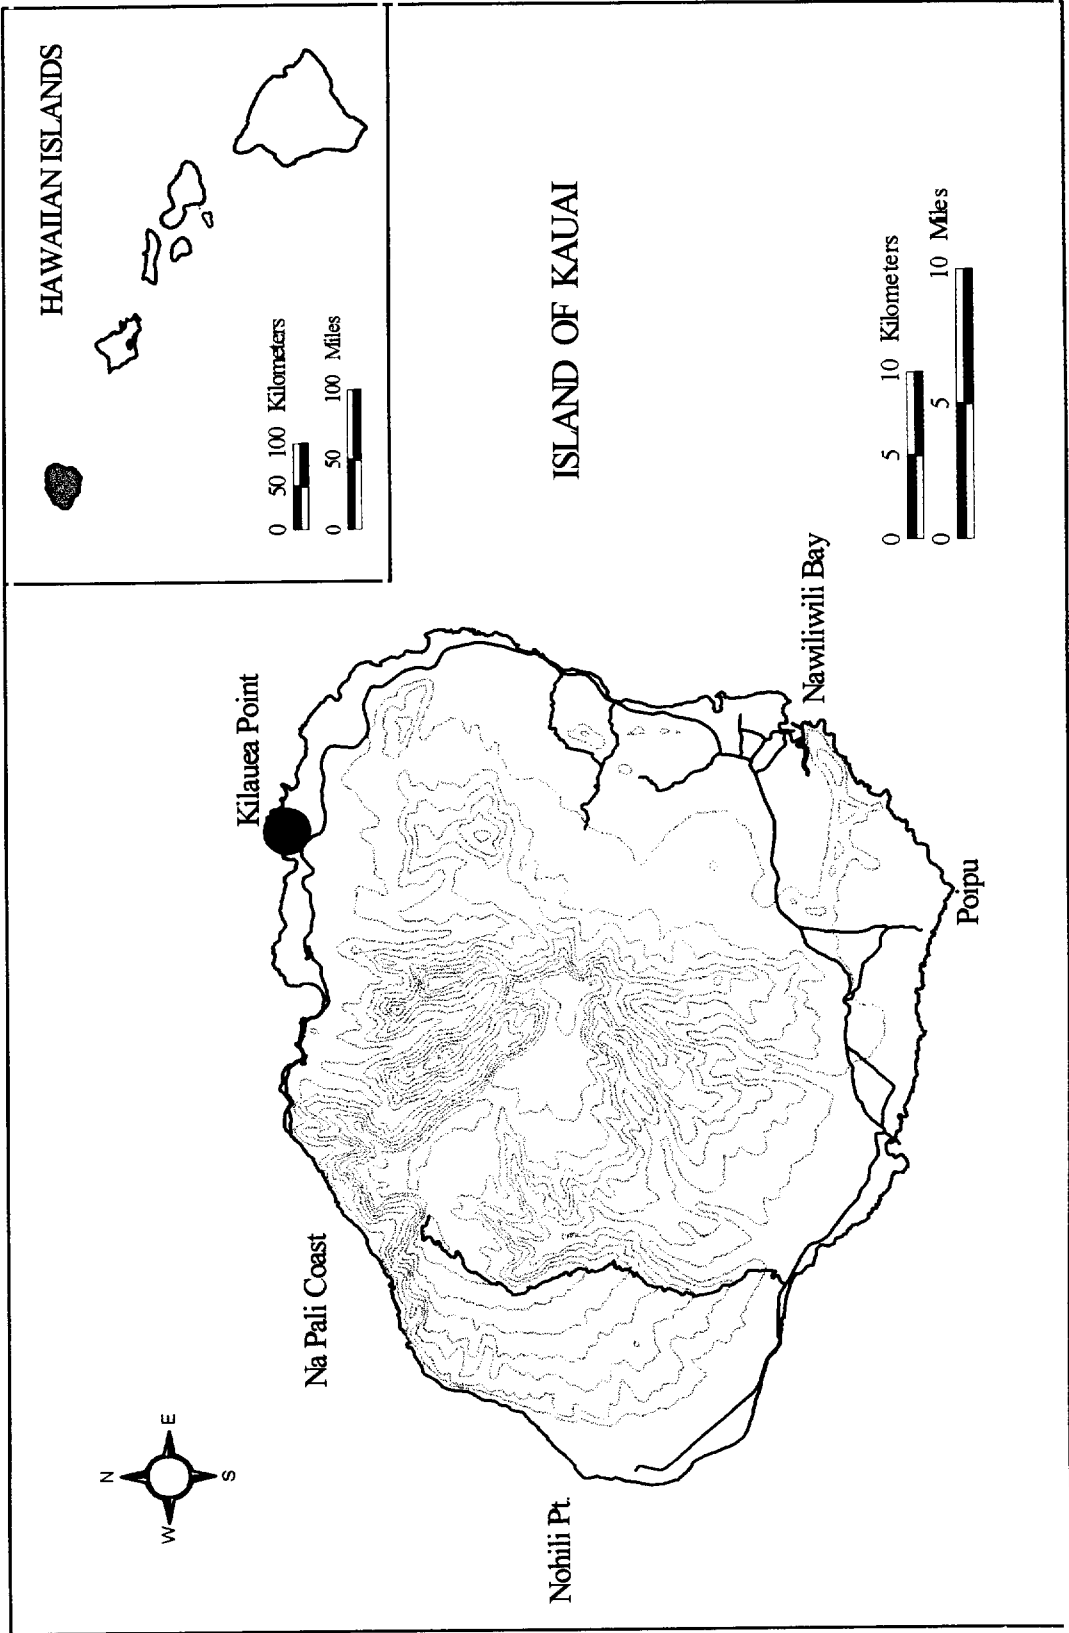 HAWAIIAN ISLANDS
0 50 100 Kilometers
0 50 100 Miles
N
W E
S
Kilauea Point
Na Pali Coast
ISLAND OF KAUAI
Nohili Pt.
Nawiliwili Bay
Poipu
0 5 10 Kilometers
0 5 10 Miles